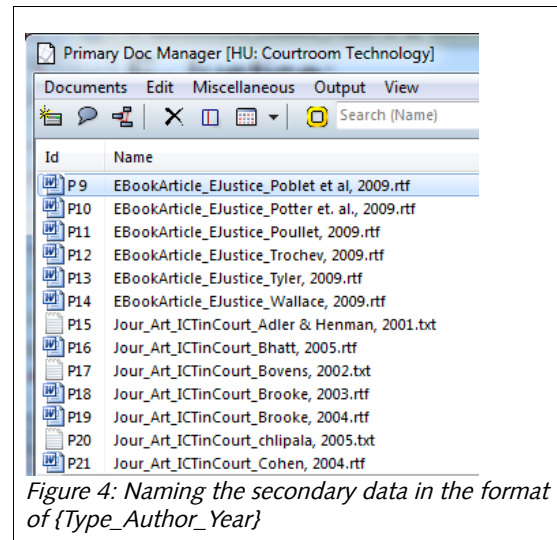 Primary Doc Manager [HU: Courtroom Technology]
Documents Edit Miscellaneous Output View
Search (Name)
Id Name
P 9 EBookArticle_EJustice_Poblet et al, 2009.rtf
P10 EBookArticle_EJustice_Potter et. al., 2009.rtf
P11 EBookArticle_EJustice_Poullet, 2009.rtf
P12 EBookArticle_EJustice_Trochev, 2009.rtf
P13 EBookArticle_EJustice_Tyler, 2009.rtf
P14 EBookArticle_EJustice_Wallace, 2009.rtf
P15 Jour_Art_ICTinCourt_Adler & Henman, 2001.txt
P16 Jour_Art_ICTinCourt_Bhatt, 2005.rtf
P17 Jour_Art_ICTinCourt_Bovens, 2002.txt
P18 Jour_Art_ICTinCourt_Brooke, 2003.rtf
P19 Jour_Art_ICTinCourt_Brooke, 2004.rtf
P20 Jour_Art_ICTinCourt_chlipala, 2005.txt
P21 Jour_Art_ICTinCourt_Cohen, 2004.rtf
Figure 4: Naming the secondary data in the format
of {Type_Author_Year}